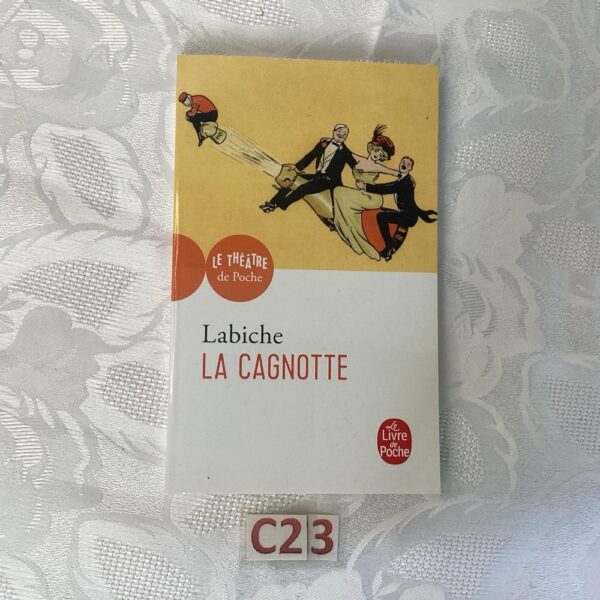 LE THÉÂTRE
de Poche
Labiche
LA CAGNOTTE
Le
Livre
de
Poche
C23